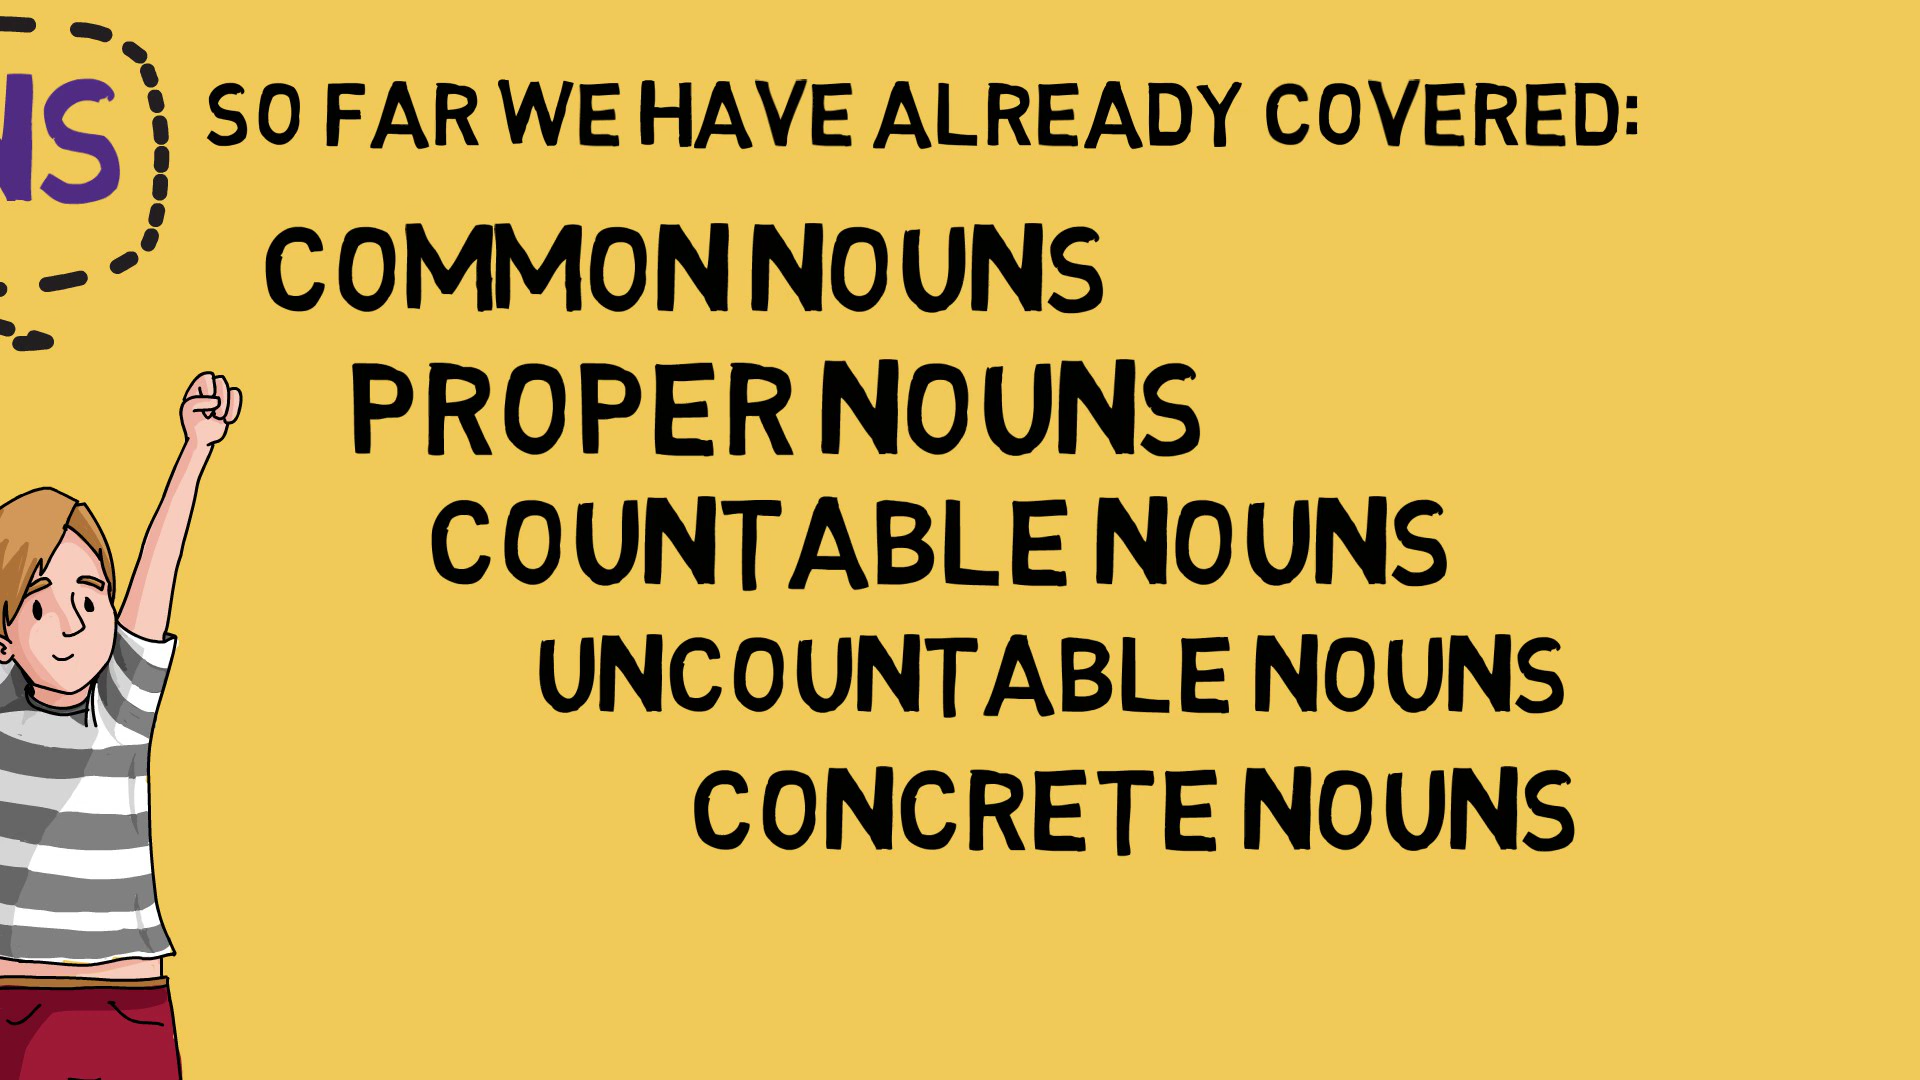 SO FAR WE HAVE ALREADY COVERED:
COMMON NOUNS
PROPER NOUNS
COUNTABLE NOUNS
UNCOUNTABLE NOUNS
CONCRETE NOUNS